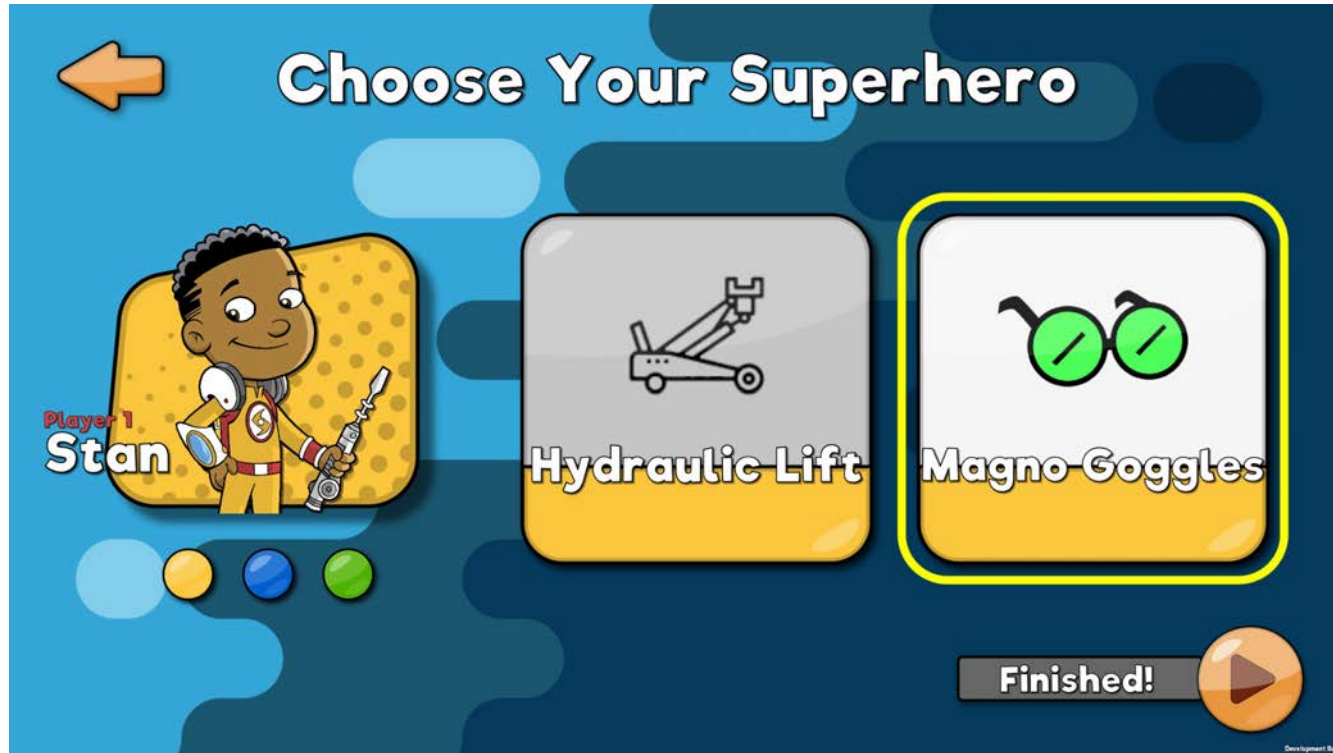 Choose Your Superhero
Player 1
Stan
Hydraulic Lift
Magno Goggles
Finished!